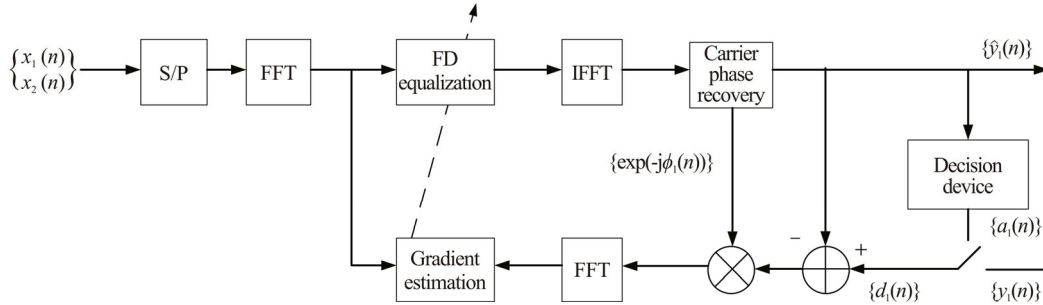 x₁(n)
x₂(n)
S/P
FFT
FD
equalization
IFFT
Carrier
phase
recovery
{ŷ₁(n)}
{exp(-jϕ₁(n))}
Decision
device
{a₁(n)}
Gradient
estimation
FFT
−
+
{d₁(n)}
{y₁(n)}